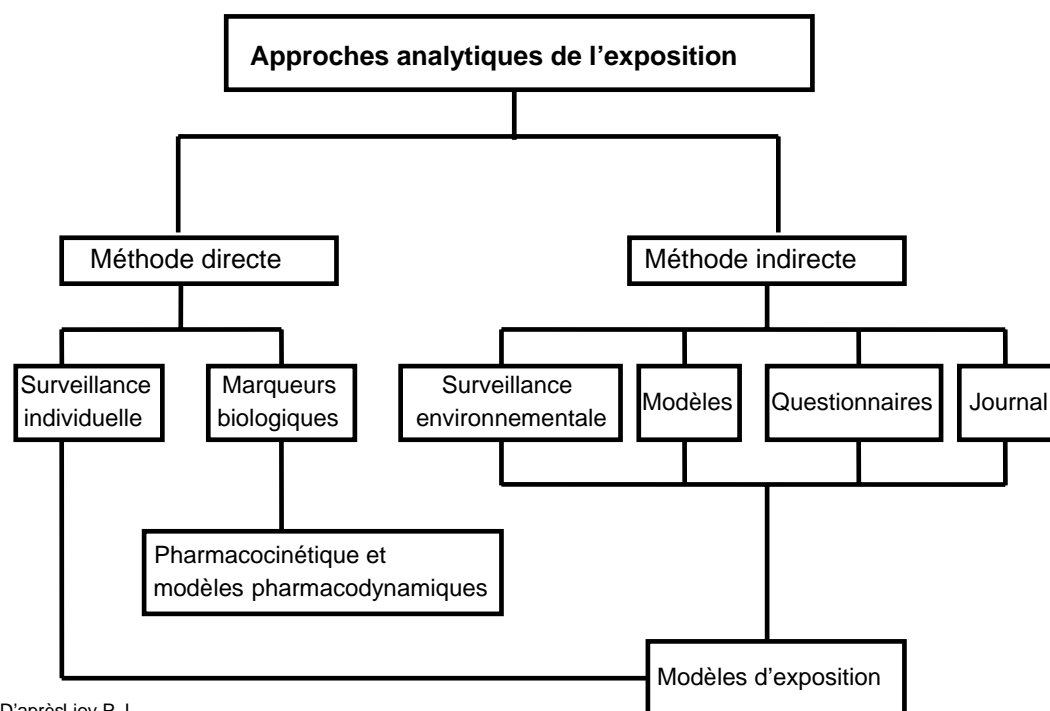 Approches analytiques de l'exposition
Méthode directe
Méthode indirecte
Surveillance
individuelle
Marqueurs
biologiques
Surveillance
environnementale
Modèles
Questionnaires
Journal
Pharmacocinétique et
modèles pharmacodynamiques
Modèles d'exposition
D'après